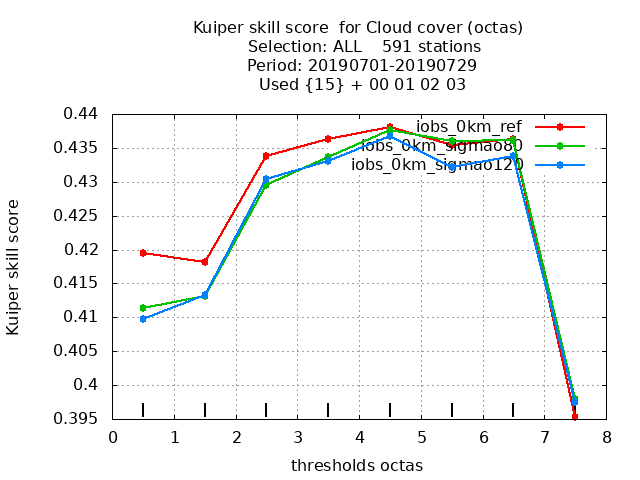 Kuiper skill score  for Cloud cover (octas)
Selection: ALL    591 stations
Period: 20190701-20190729
Used {15} + 00 01 02 03
iobs_0km_ref
iobs_0km_sigmao80
iobs_0km_sigmao120
Kuiper skill score
0.44
0.435
0.43
0.425
0.42
0.415
0.41
0.405
0.4
0.395
0 1 2 3 4 5 6 7 8
thresholds octas